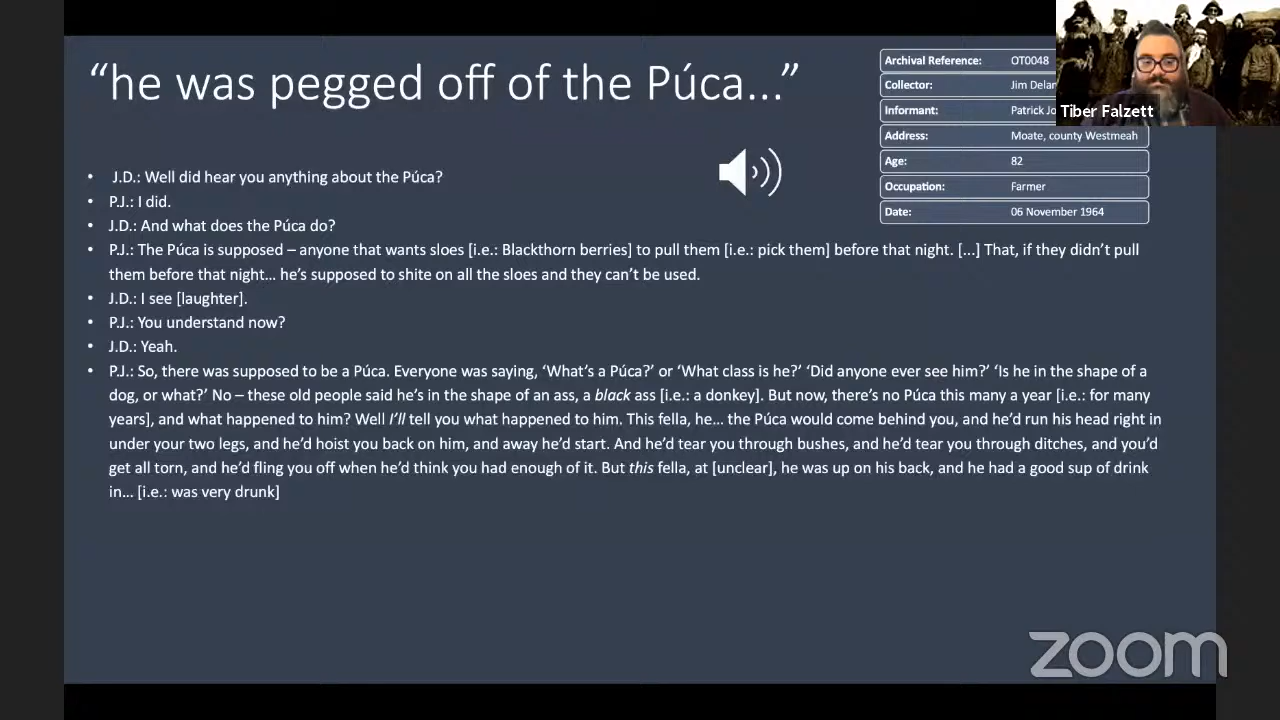 “he was pegged off of the Púca...”
Archival Reference: OT0048
Collector: Jim
Informant: Patrick
Tiber Falzett
Address: Moate, county Westmeah
Age: 82
Occupation: Farmer
Date: 06 November 1964
• J.D.: Well did hear you anything about the Púca?
• P.J.: I did.
• J.D.: And what does the Púca do?
• P.J.: The Púca is supposed – anyone that wants sloes [i.e.: Blackthorn berries] to pull them [i.e.: pick them] before that night. [...] That, if they didn’t pull
them before that night... he’s supposed to shite on all the sloes and they can’t be used.
• J.D.: I see [laughter].
• P.J.: You understand now?
• J.D.: Yeah.
• P.J.: So, there was supposed to be a Púca. Everyone was saying, ‘What’s a Púca?’ or ‘What class is he?’ ‘Did anyone ever see him?’ ‘Is he in the shape of a
dog, or what?’ No – these old people said he’s in the shape of an ass, a black ass [i.e.: a donkey]. But now, there’s no Púca this many a year [i.e.: for many
years], and what happened to him? Well I’ll tell you what happened to him. This fella, he... the Púca would come behind you, and he’d run his head right in
under your two legs, and he’d hoist you back on him, and away he’d start. And he’d tear you through bushes, and he’d tear you through ditches, and you’d
get all torn, and he’d fling you off when he’d think you had enough of it. But this fella, at [unclear], he was up on his back, and he had a good sup of drink
in... [i.e.: was very drunk]
zoom